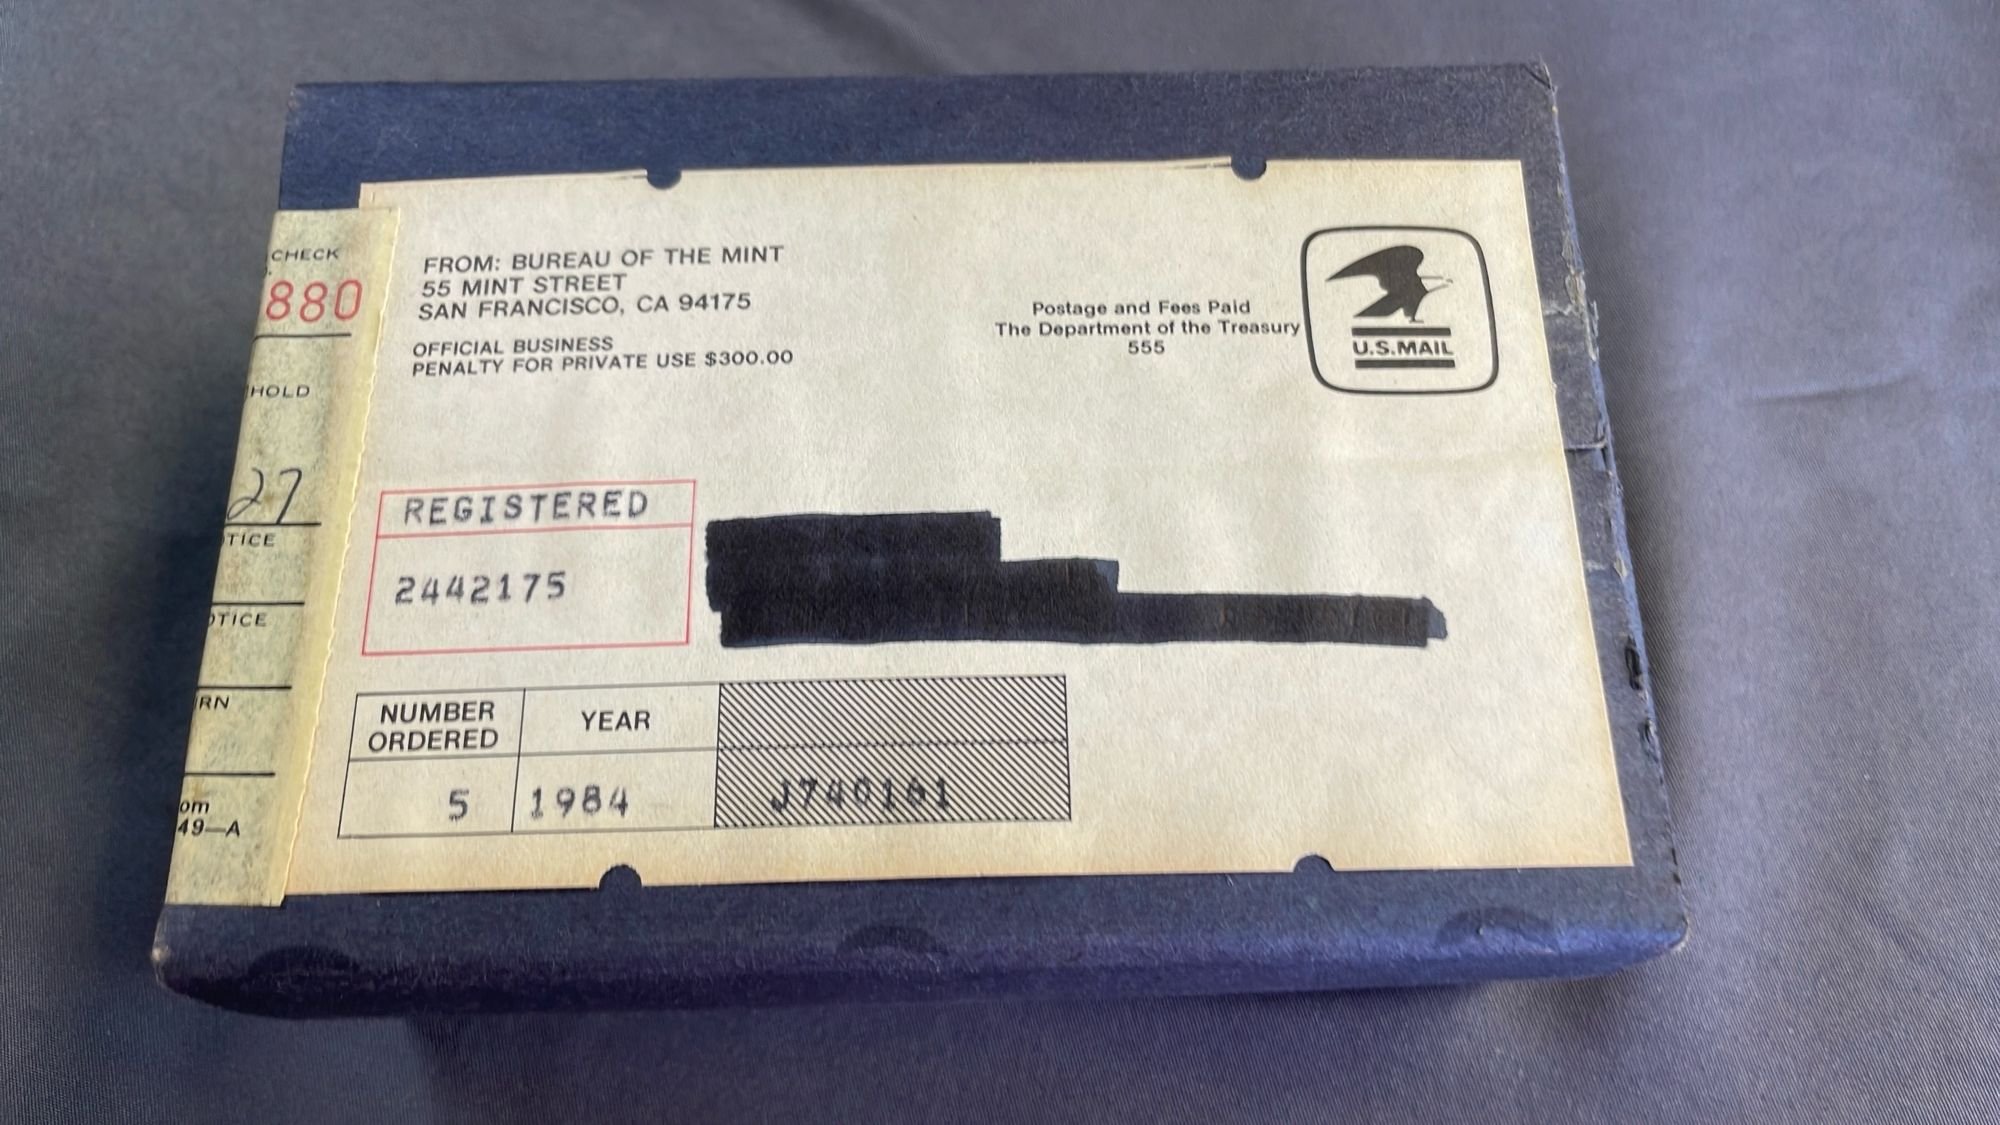 CHECK
880
HOLD
27
TICE
OTICE
RN
om
49—A
FROM: BUREAU OF THE MINT
55 MINT STREET
SAN FRANCISCO, CA 94175
OFFICIAL BUSINESS
PENALTY FOR PRIVATE USE $300.00
Postage and Fees Paid
The Department of the Treasury
555
U.S.MAIL
REGISTERED
2442175
NUMBER ORDERED
YEAR
5
1984
J740161